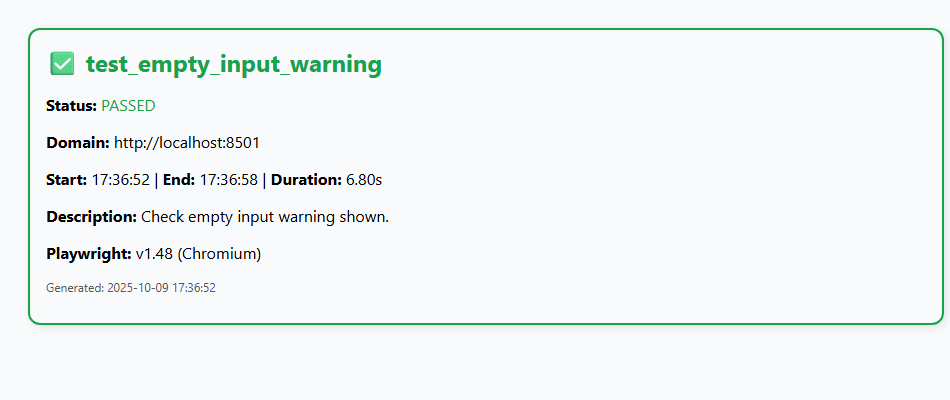 ✅ test_empty_input_warning
Status: PASSED
Domain: http://localhost:8501
Start: 17:36:52 | End: 17:36:58 | Duration: 6.80s
Description: Check empty input warning shown.
Playwright: v1.48 (Chromium)
Generated: 2025-10-09 17:36:52